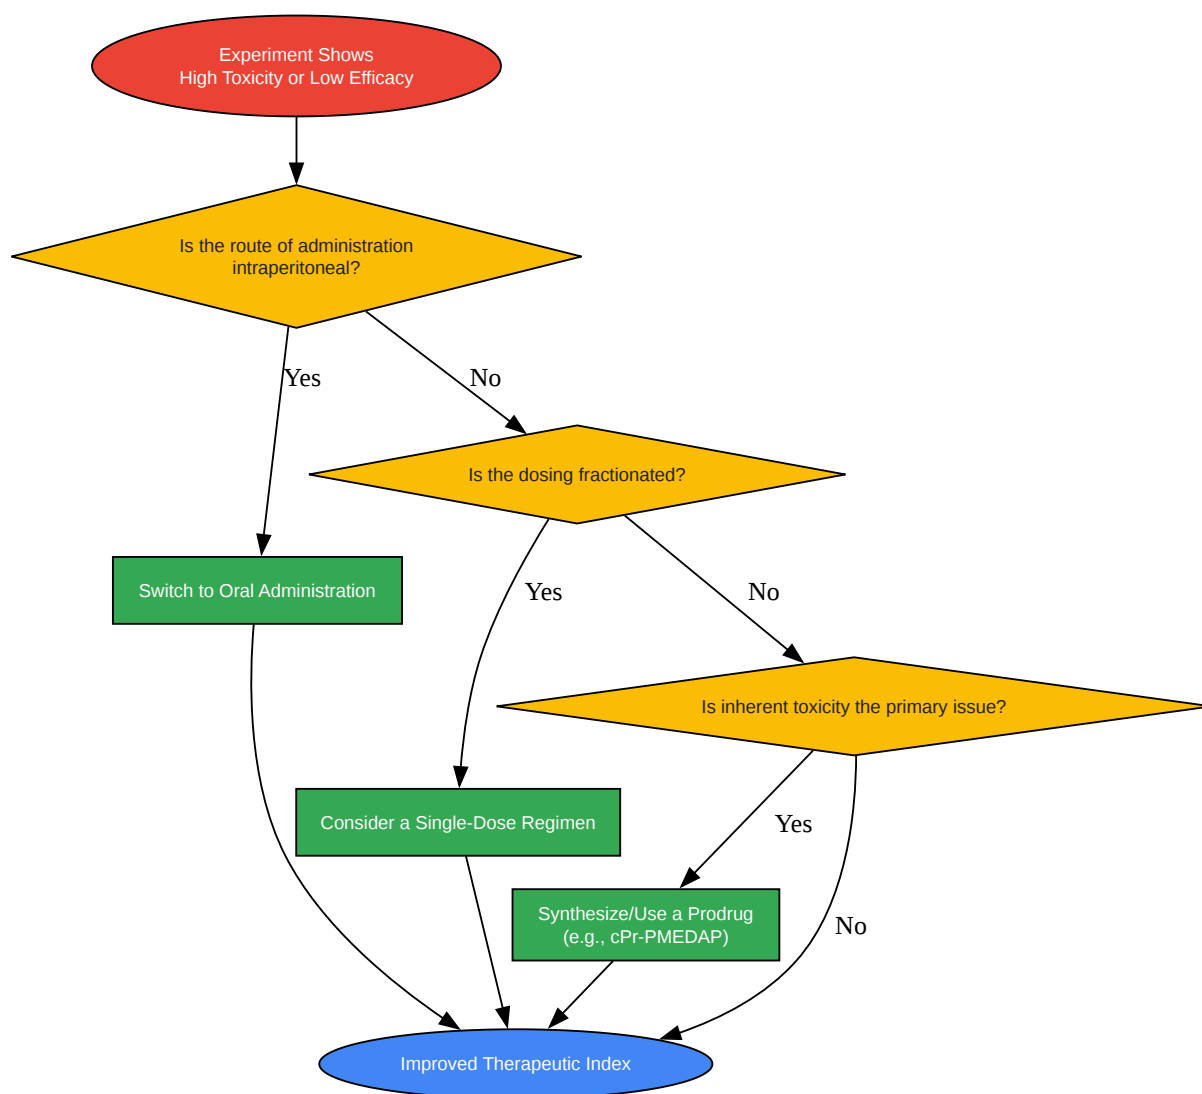 Experiment Shows
High Toxicity or Low Efficacy
Is the route of administration
intraperitoneal?
Yes
No
Is the dosing fractionated?
Switch to Oral Administration
Yes
No
Is inherent toxicity the primary issue?
Consider a Single-Dose Regimen
Yes
Synthesize/Use a Prodrug
(e.g., cPr-PMEDAP)
No
Improved Therapeutic Index